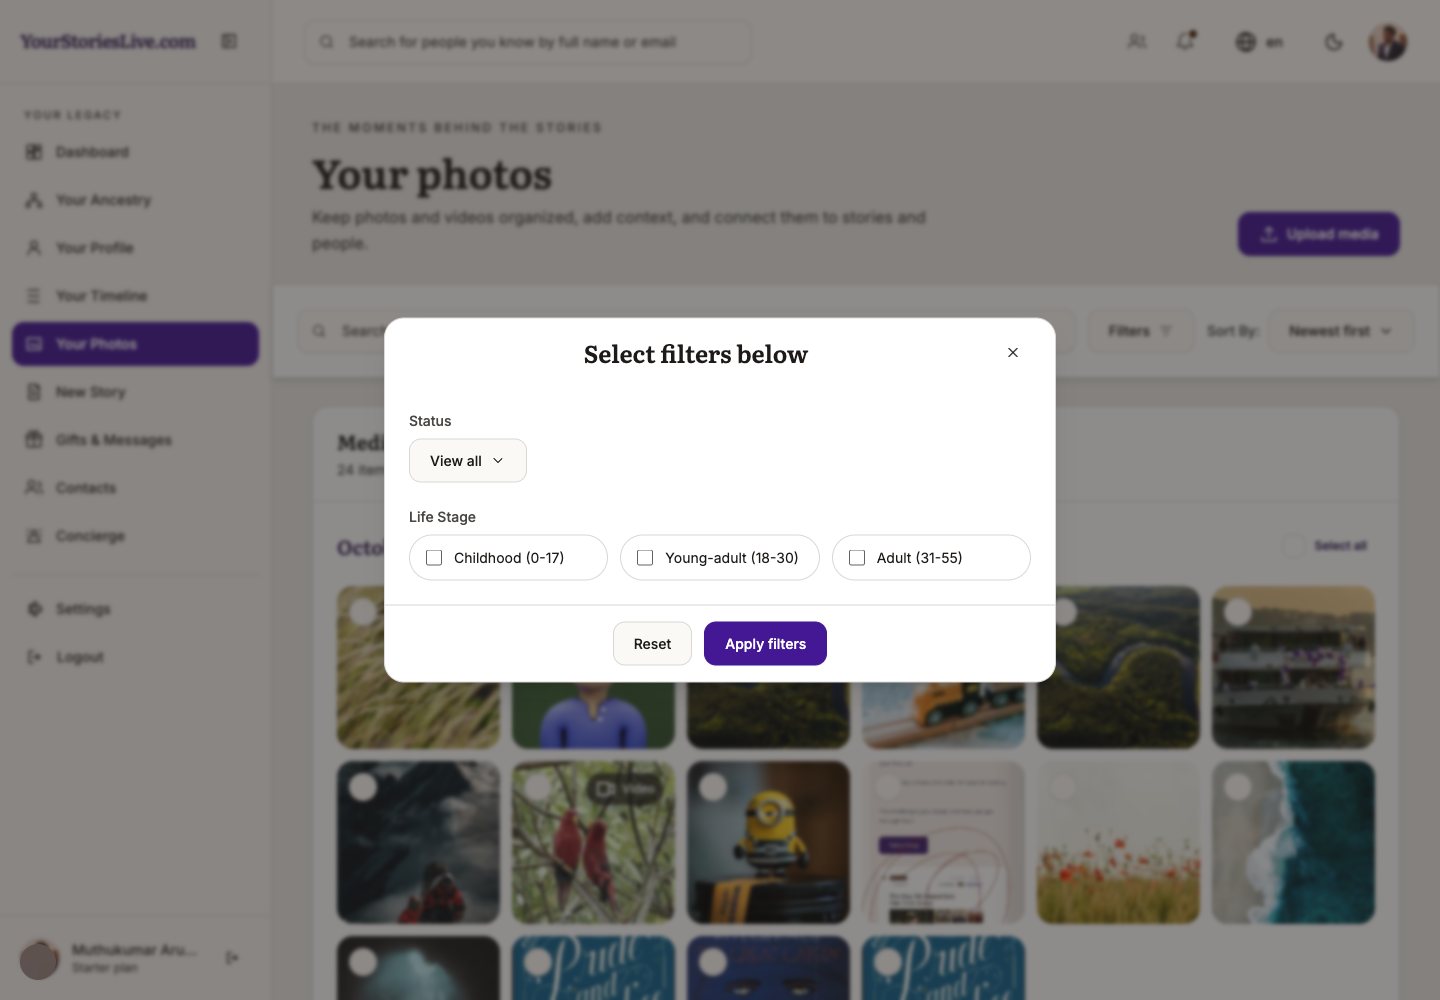 YourStoriesLive.com
Search for people you know by full name or email
en
YOUR LEGACY
Dashboard
Your Ancestry
Your Profile
Your Timeline
Your Photos
New Story
Gifts & Messages
Contacts
Concierge
Settings
Logout
Muthukumar Aru...
Starter plan
THE MOMENTS BEHIND THE STORIES
Your photos
Keep photos and videos organized, add context, and connect them to stories and
people.
Upload media
Filters
Sort By:
Newest first
Select all
Video
Select filters below
Status
View all
Life Stage
Childhood (0-17)
Young-adult (18-30)
Adult (31-55)
Reset
Apply filters